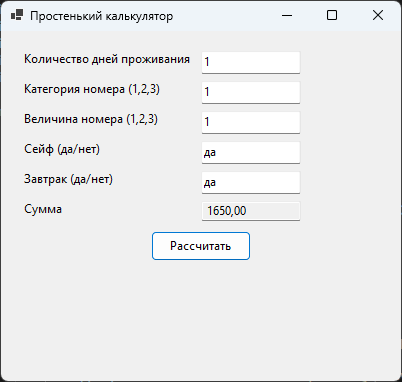 Простенький калькулятор
Количество дней проживания 1
Категория номера (1,2,3) 1
Величина номера (1,2,3) 1
Сейф (да/нет) да
Завтрак (да/нет) да
Сумма 1650,00
Рассчитать